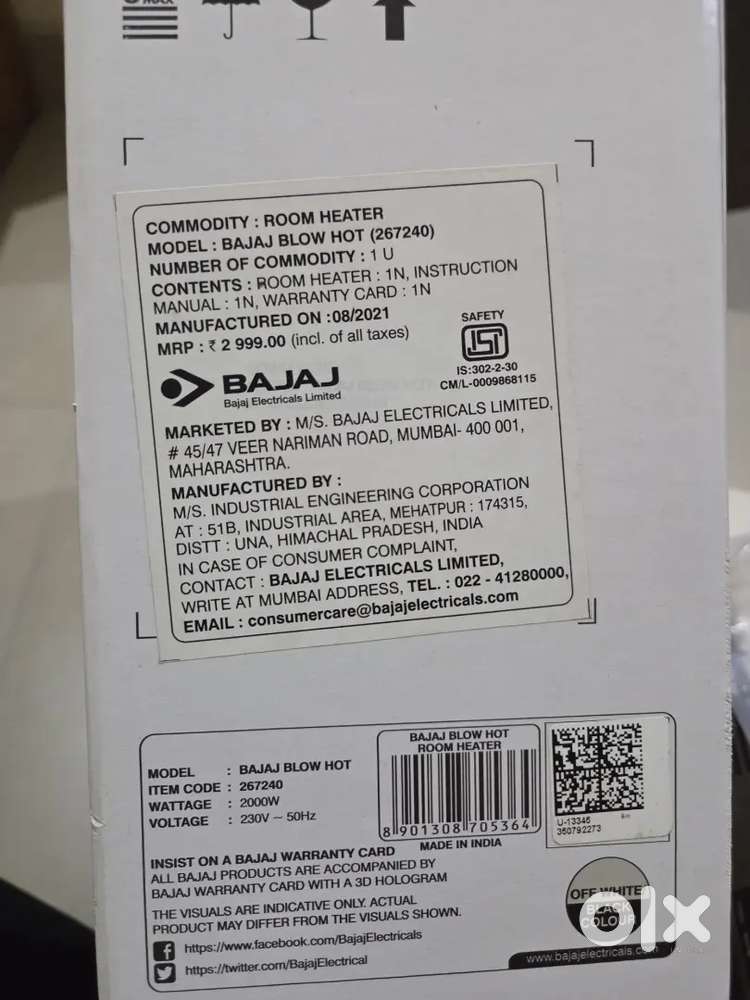 COMMODITY : ROOM HEATER
MODEL : BAJAJ BLOW HOT (267240)
NUMBER OF COMMODITY : 1 U
CONTENTS : ROOM HEATER : 1N, INSTRUCTION
MANUAL : 1N, WARRANTY CARD : 1N
MANUFACTURED ON :08/2021
MRP : ₹ 2 999.00 (incl. of all taxes)
SAFETY
ISI
IS:302-2-30
CM/L-0009868115
BAJAJ
Bajaj Electricals Limited
MARKETED BY : M/S. BAJAJ ELECTRICALS LIMITED,
# 45/47 VEER NARIMAN ROAD, MUMBAI- 400 001,
MAHARASHTRA.
MANUFACTURED BY :
M/S. INDUSTRIAL ENGINEERING CORPORATION
AT : 51B, INDUSTRIAL AREA, MEHATPUR : 174315,
DISTT : UNA, HIMACHAL PRADESH, INDIA
IN CASE OF CONSUMER COMPLAINT,
CONTACT : BAJAJ ELECTRICALS LIMITED,
WRITE AT MUMBAI ADDRESS, TEL. : 022 - 41280000,
EMAIL : consumercare@bajajelectricals.com
MODEL : BAJAJ BLOW HOT
ITEM CODE : 267240
WATTAGE : 2000W
VOLTAGE : 230V ~ 50Hz
BAJAJ BLOW HOT
ROOM HEATER
8 901308 705364
MADE IN INDIA
U-13346
350792273
INSIST ON A BAJAJ WARRANTY CARD
ALL BAJAJ PRODUCTS ARE ACCOMPANIED BY
BAJAJ WARRANTY CARD WITH A 3D HOLOGRAM
THE VISUALS ARE INDICATIVE ONLY. ACTUAL
PRODUCT MAY DIFFER FROM THE VISUALS SHOWN.
https://www.facebook.com/BajajElectricals
https://twitter.com/BajajElectrical
OFF WHITE
BLACK
COLOUR
olx
www.bajajelectricals.com